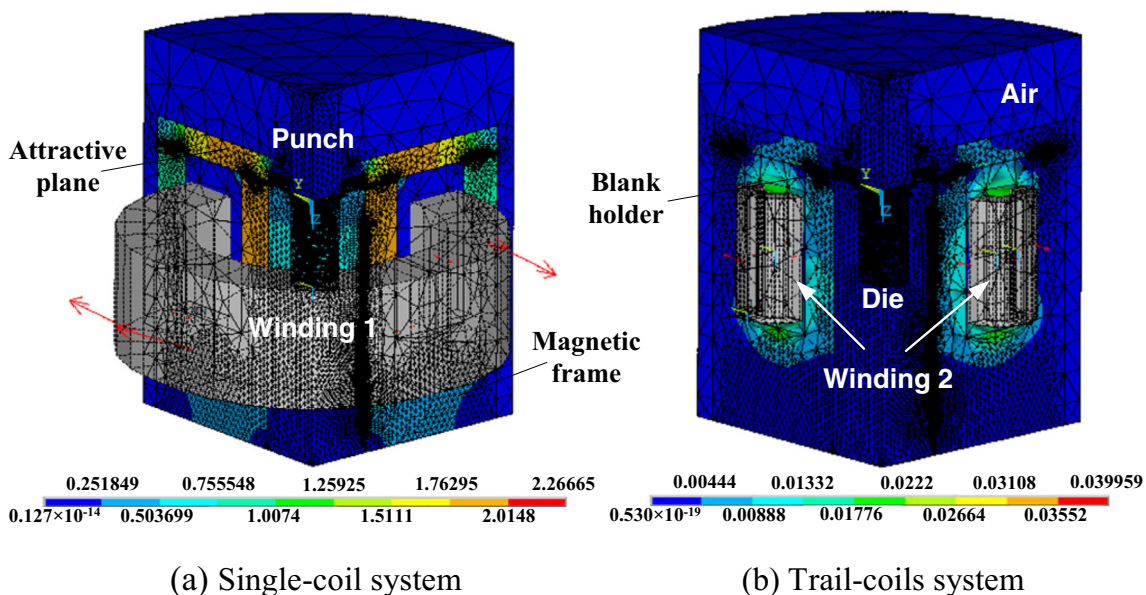 Punch
Attractive
plane
Y
Z
Winding 1
Magnetic
frame
0.251849 0.755548 1.25925 1.76295 2.26665
0.127×10⁻¹⁴ 0.503699 1.0074 1.5111 2.0148
(a) Single-coil system
Air
Blank
holder
Y
Z
Die
Winding 2
0.00444 0.01332 0.0222 0.03108 0.039959
0.530×10⁻¹⁹ 0.00888 0.01776 0.02664 0.03552
(b) Trail-coils system